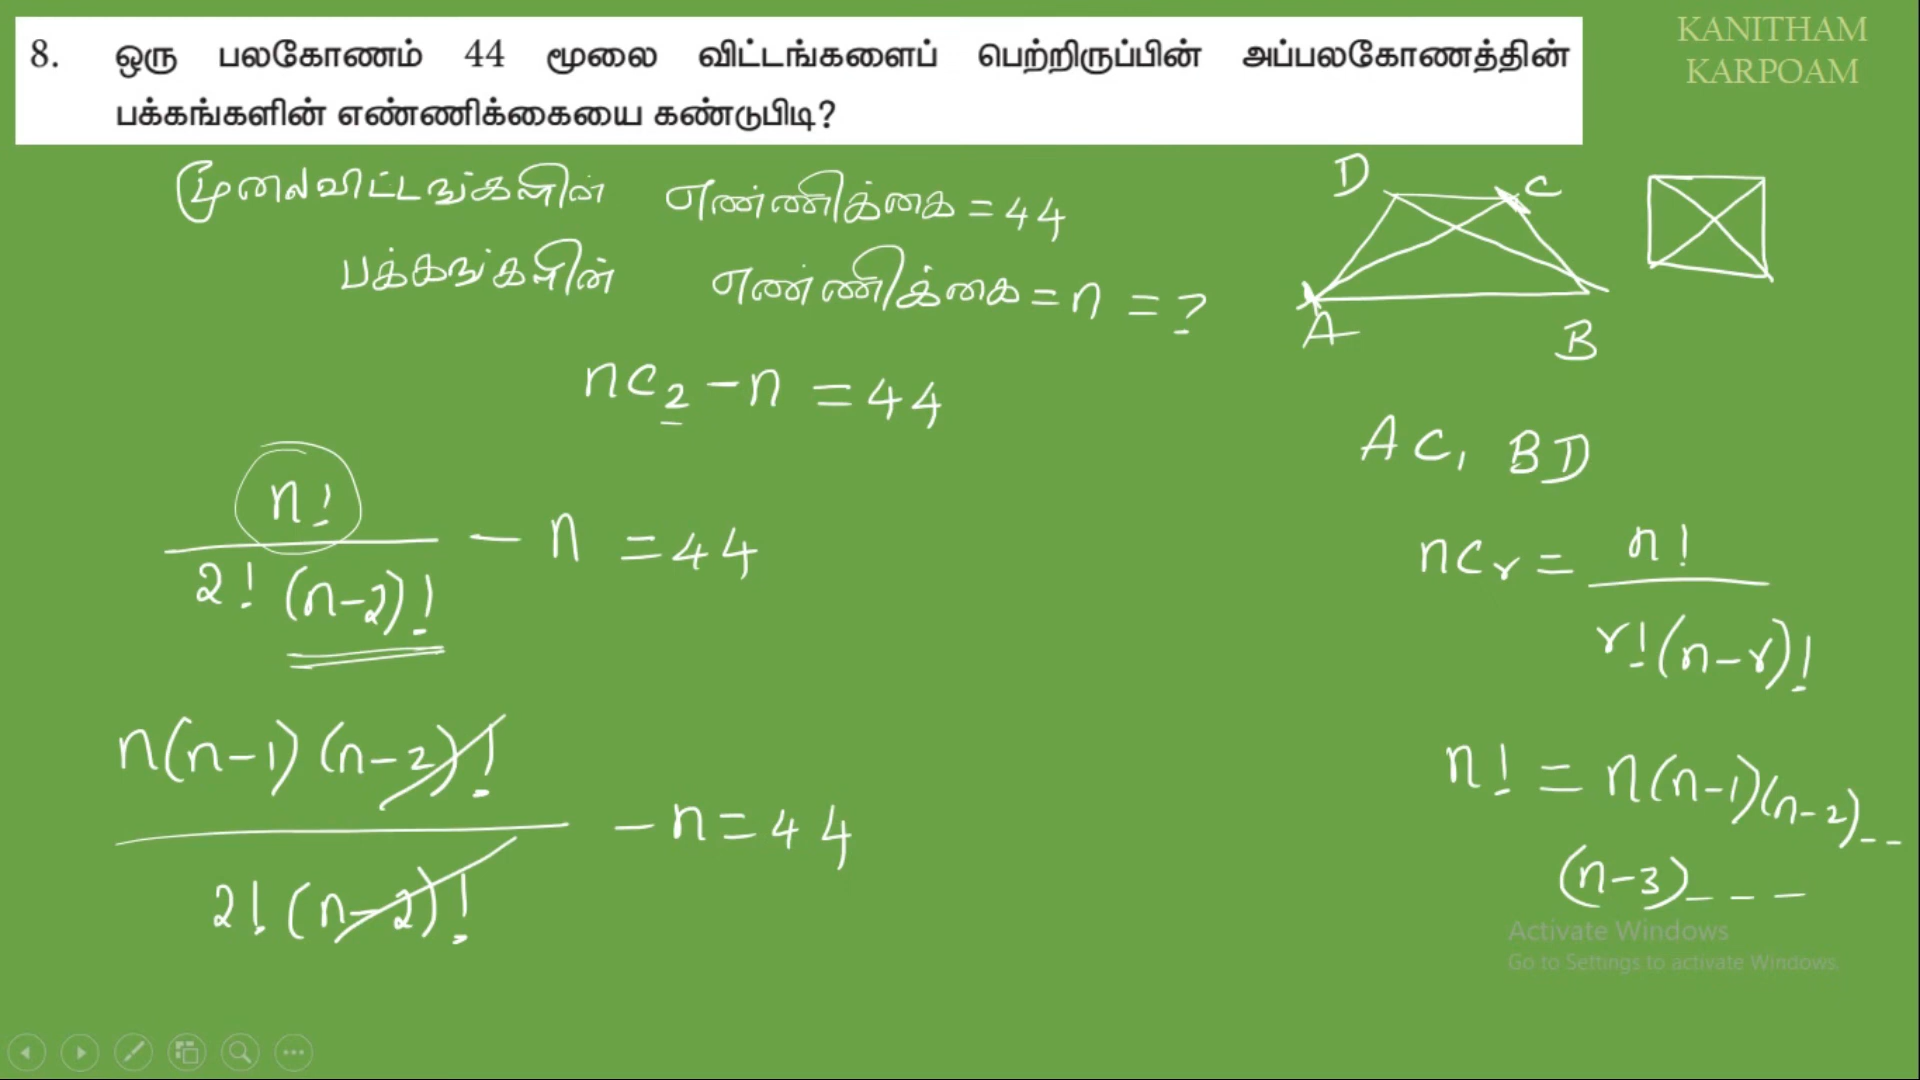 KANITHAM
KARPOAM
8. ஒரு பலகோணம் 44 மூலை விட்டங்களைப் பெற்றிருப்பின் அப்பலகோணத்தின்
பக்கங்களின் எண்ணிக்கையை கண்டுபிடி?
மூலைவிட்டங்களின் எண்ணிக்கை = 44
பக்கங்களின் எண்ணிக்கை = n = ?
nc₂ - n = 44
n!
2! (n-2)!
- n = 44
n(n-1) (n-2)!
2! (n-2)!
- n = 44
D C
A B
AC, BD
ncᵣ = n!
r!(n-r)!
n! = n(n-1)(n-2)--
(n-3)----
Activate Windows
Go to Settings to activate Windows.